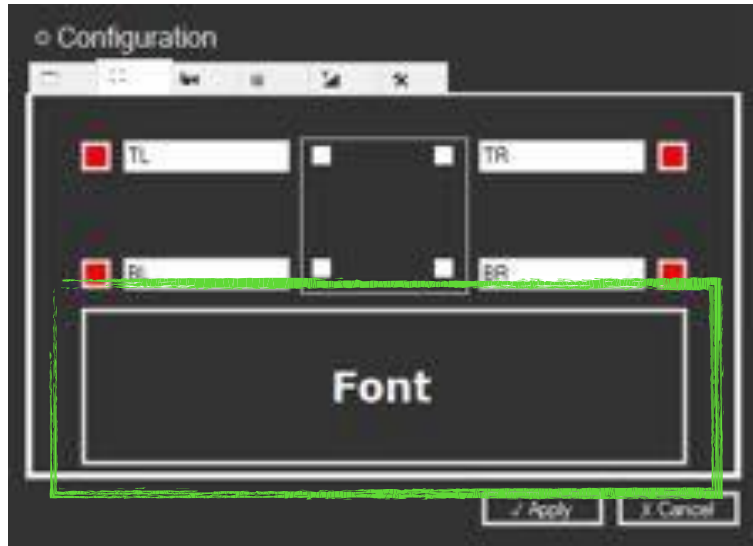 Configuration
TL TR
BL BR
Font
√ Apply X Cancel